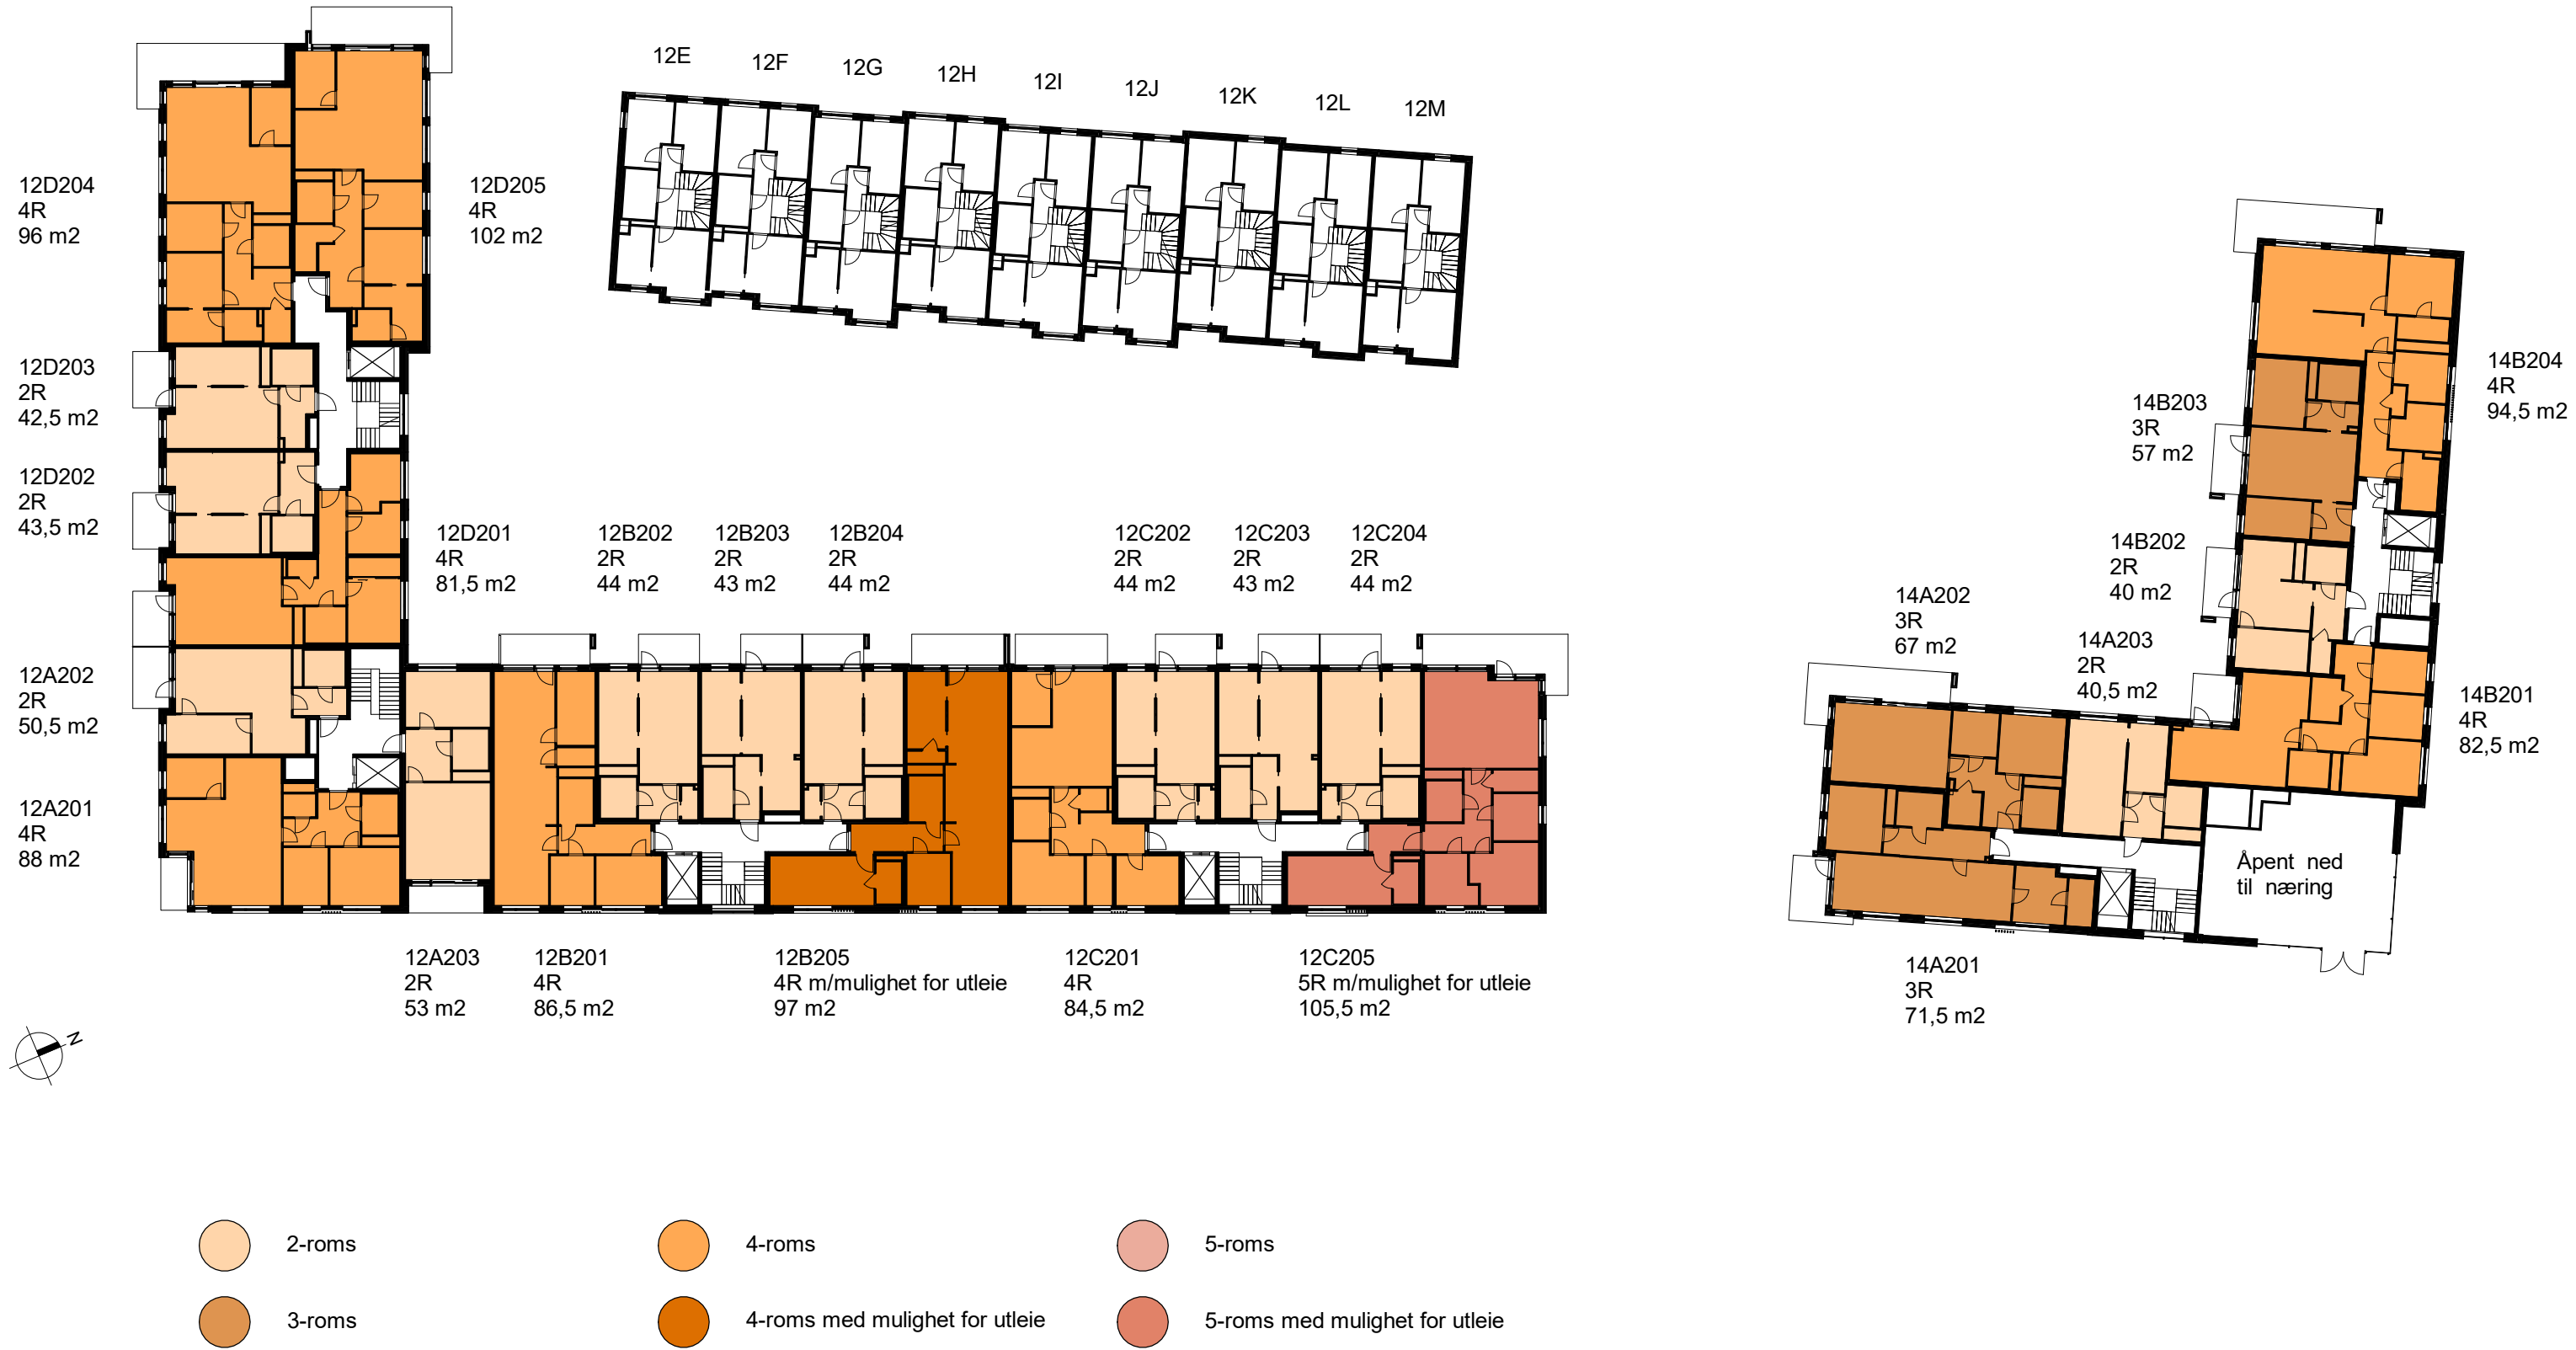 12E
12F
12G
12H
12I
12J
12K
12L
12M
12D204
4R
96 m2
12D205
4R
102 m2
12D203
2R
42,5 m2
12D202
2R
43,5 m2
12D201
4R
81,5 m2
12B202
2R
44 m2
12B203
2R
43 m2
12B204
2R
44 m2
12C202
2R
44 m2
12C203
2R
43 m2
12C204
2R
44 m2
12A202
2R
50,5 m2
12A201
4R
88 m2
12A203
2R
53 m2
12B201
4R
86,5 m2
12B205
4R m/mulighet for utleie
97 m2
12C201
4R
84,5 m2
12C205
5R m/mulighet for utleie
105,5 m2
14B204
4R
94,5 m2
14B203
3R
57 m2
14B202
2R
40 m2
14A202
3R
67 m2
14A203
2R
40,5 m2
14B201
4R
82,5 m2
Åpent ned
til næring
14A201
3R
71,5 m2
N
2-roms
4-roms
5-roms
3-roms
4-roms med mulighet for utleie
5-roms med mulighet for utleie